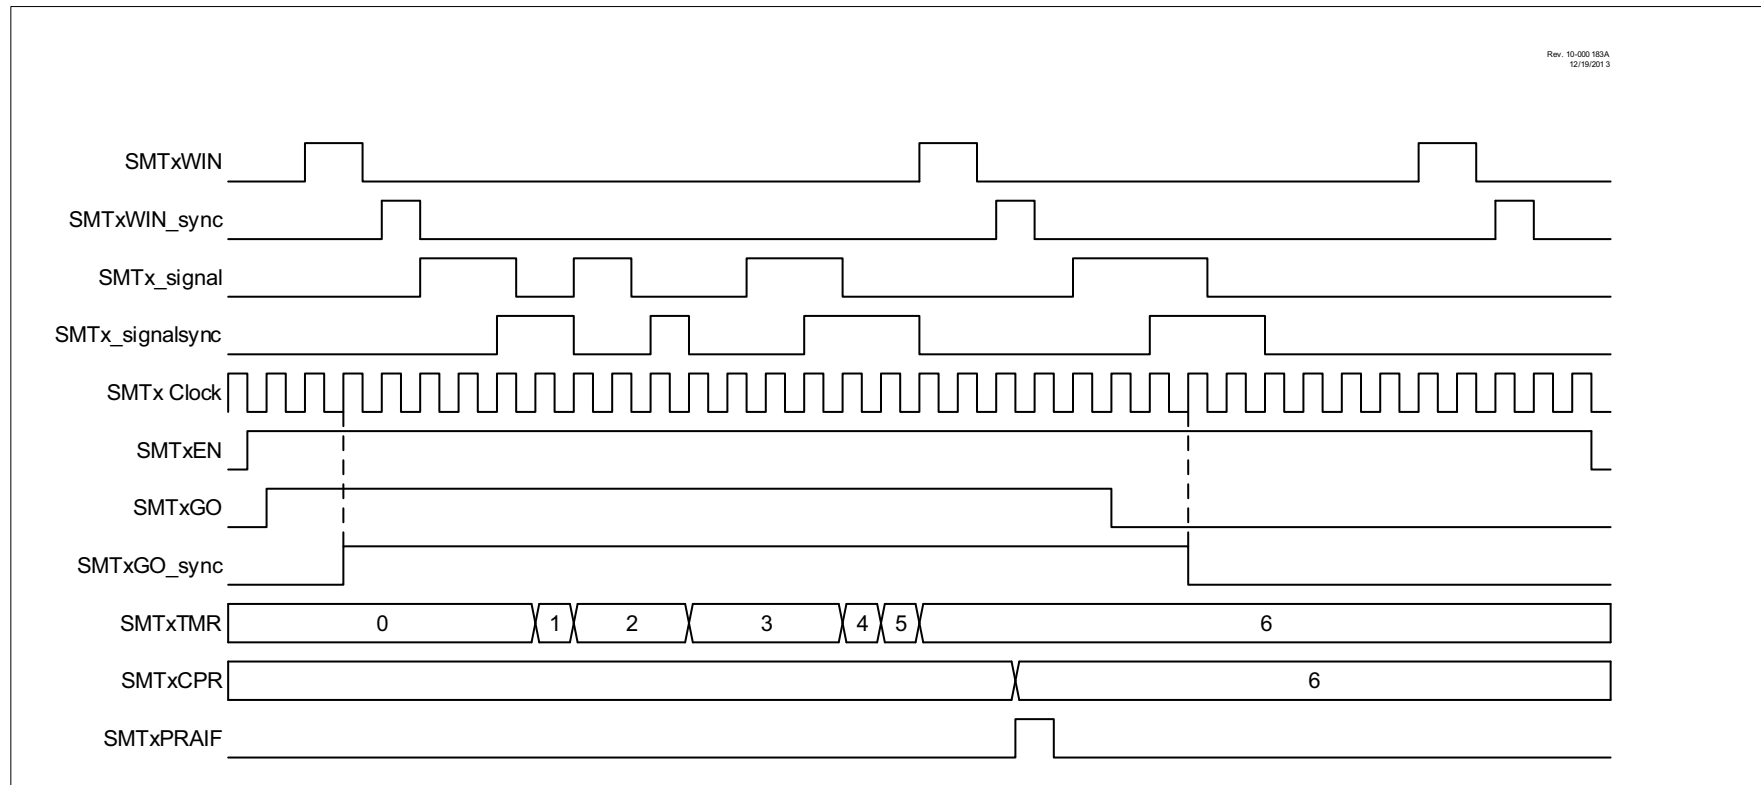 Rev. 10-000 183A
12/19/201 3
SMTxWIN
SMTxWIN_sync
SMTx_signal
SMTx_signalsync
SMTx Clock
SMTxEN
SMTxGO
SMTxGO_sync
SMTxTMR 0 1 2 3 4 5 6
SMTxCPR 6
SMTxPRAIF